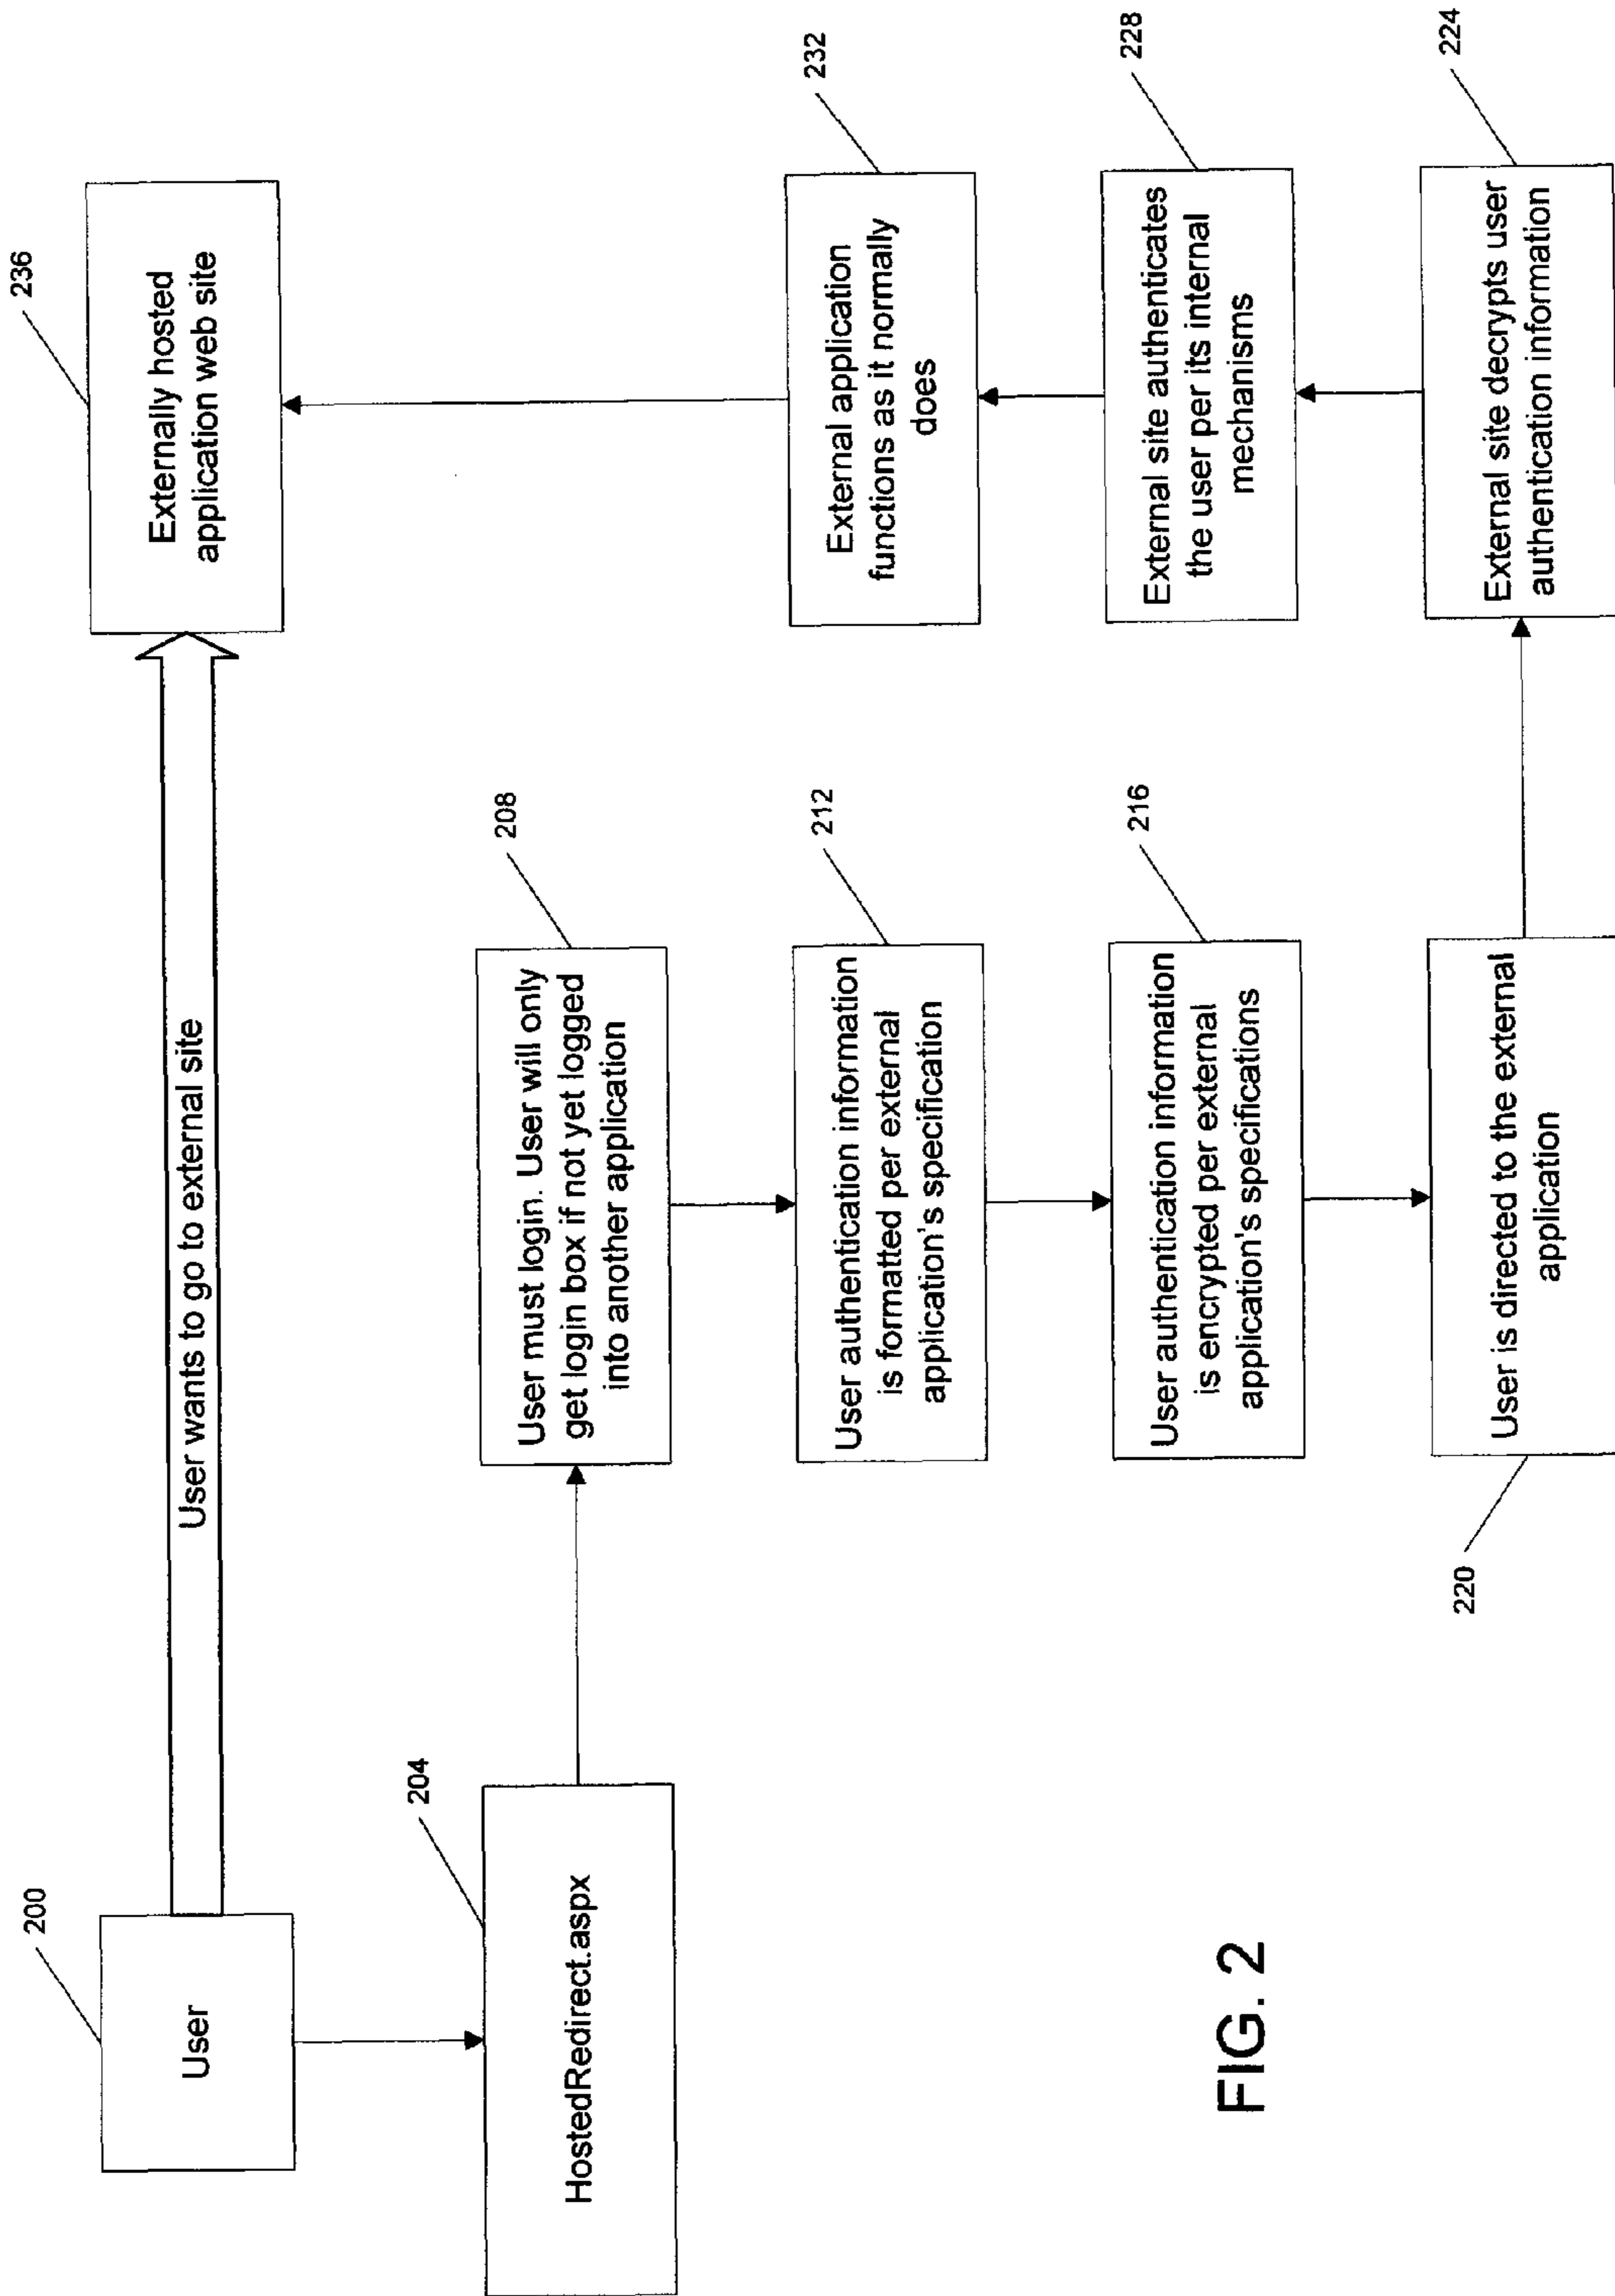 200
User
User wants to go to external site
236
Externally hosted
application web site
204
HostedRedirect.aspx
208
User must login. User will only
get login box if not yet logged
into another application
212
User authentication information
is formatted per external
application's specification
216
User authentication information
is encrypted per external
application's specifications
220
User is directed to the external
application
224
External site decrypts user
authentication information
228
External site authenticates
the user per its internal
mechanisms
232
External application
functions as it normally
does
FIG. 2